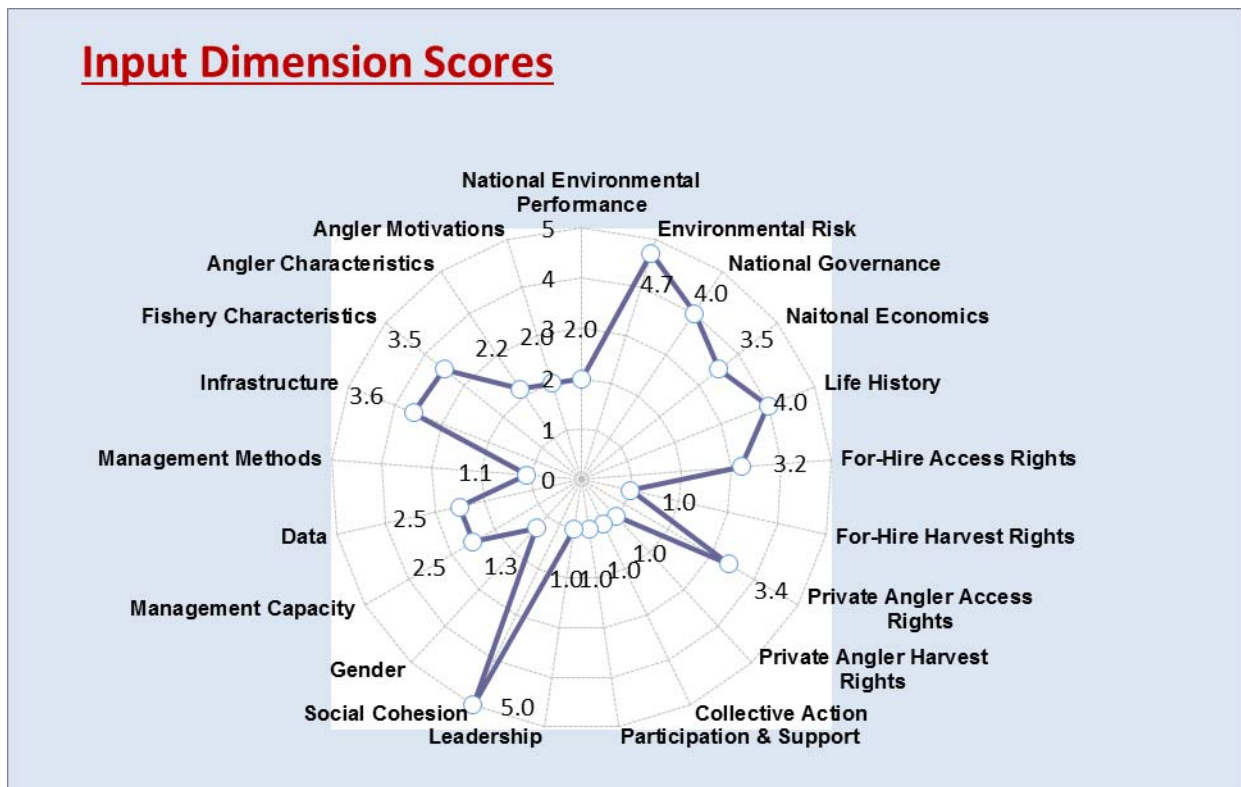 Input Dimension Scores
National Environmental
Performance
Angler Motivations
5
Environmental Risk
Angler Characteristics
4
4.7
National Governance
4.0
Fishery Characteristics
3.5
2.2
2.0
3
2.0
3.5
Naitonal Economics
Infrastructure
3.6
2
4.0
Life History
Management Methods
1.1
1
0
3.2
For-Hire Access Rights
Data
2.5
1.0
For-Hire Harvest Rights
Management Capacity
2.5
1.3
1.0
1.0
1.0
1.0
3.4
Private Angler Access
Rights
Gender
Private Angler Harvest
Rights
Social Cohesion
5.0
Collective Action
Leadership
Participation & Support